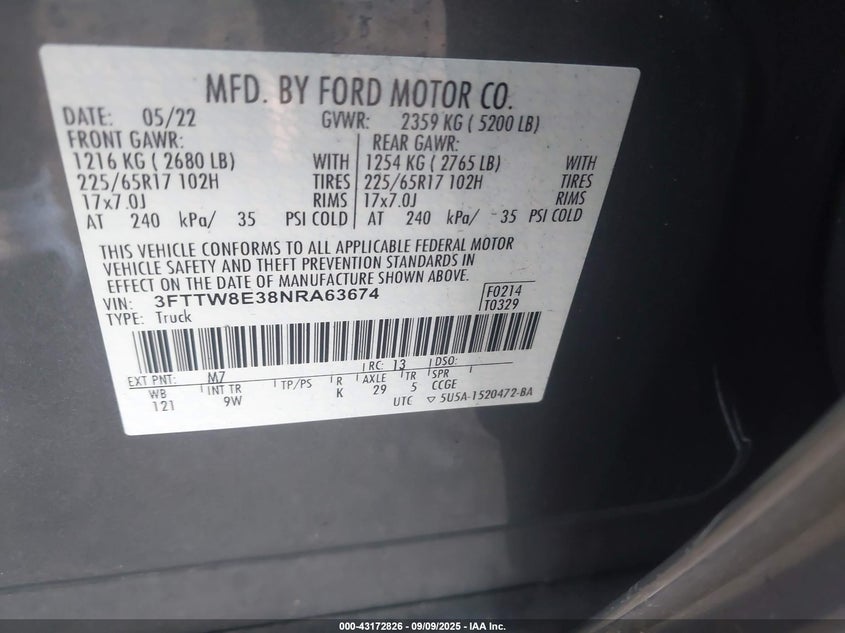 MFD. BY FORD MOTOR CO.
DATE: 05/22 GVWR: 2359 KG ( 5200 LB)
FRONT GAWR: REAR GAWR:
1216 KG ( 2680 LB) WITH 1254 KG ( 2765 LB) WITH
225/65R17 102H TIRES 225/65R17 102H TIRES
17x7.0J RIMS 17x7.0J RIMS
AT 240 kPa/ 35 PSI COLD AT 240 kPa/ 35 PSI COLD
THIS VEHICLE CONFORMS TO ALL APPLICABLE FEDERAL MOTOR
VEHICLE SAFETY AND THEFT PREVENTION STANDARDS IN
EFFECT ON THE DATE OF MANUFACTURE SHOWN ABOVE.
VIN: 3FTTW8E38NRA63674 F0214
TYPE: Truck T0329
EXT PNT: M7 RC: 13 DSO:
WB INT TR TP/PS R AXLE TR SPR
121 9W K 29 5 CCGE
UTC ▽ 5U5A-1520472-BA
000-43172826 - 09/09/2025 - IAA Inc.